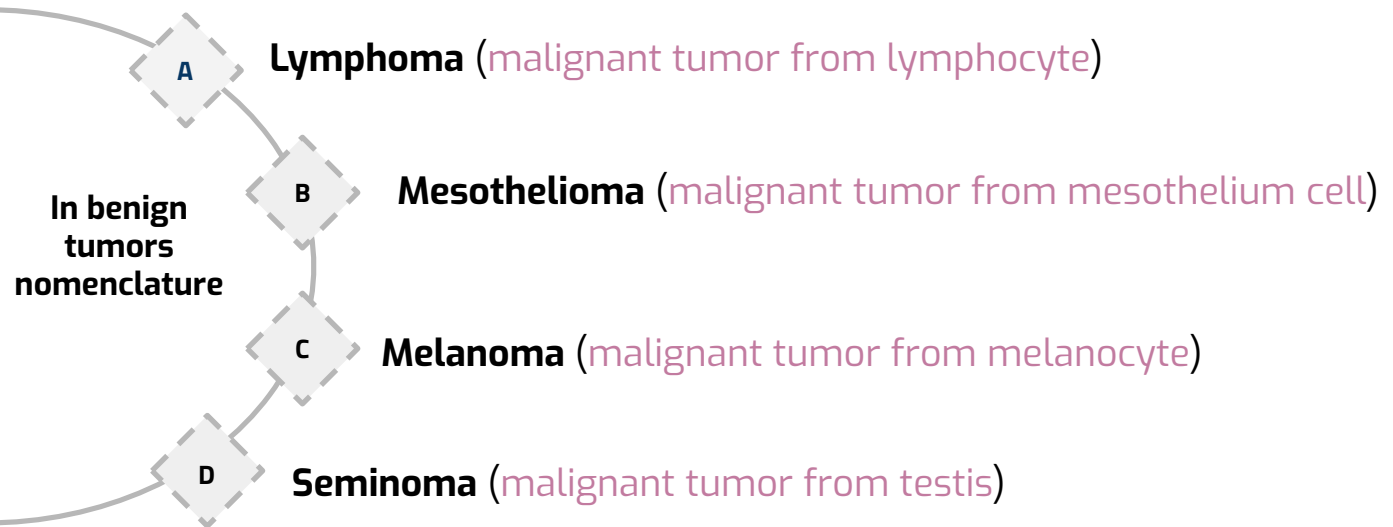 A
Lymphoma (malignant tumor from lymphocyte)
B
Mesothelioma (malignant tumor from mesothelium cell)
In benign
tumors
nomenclature
C
Melanoma (malignant tumor from melanocyte)
D
Seminoma (malignant tumor from testis)